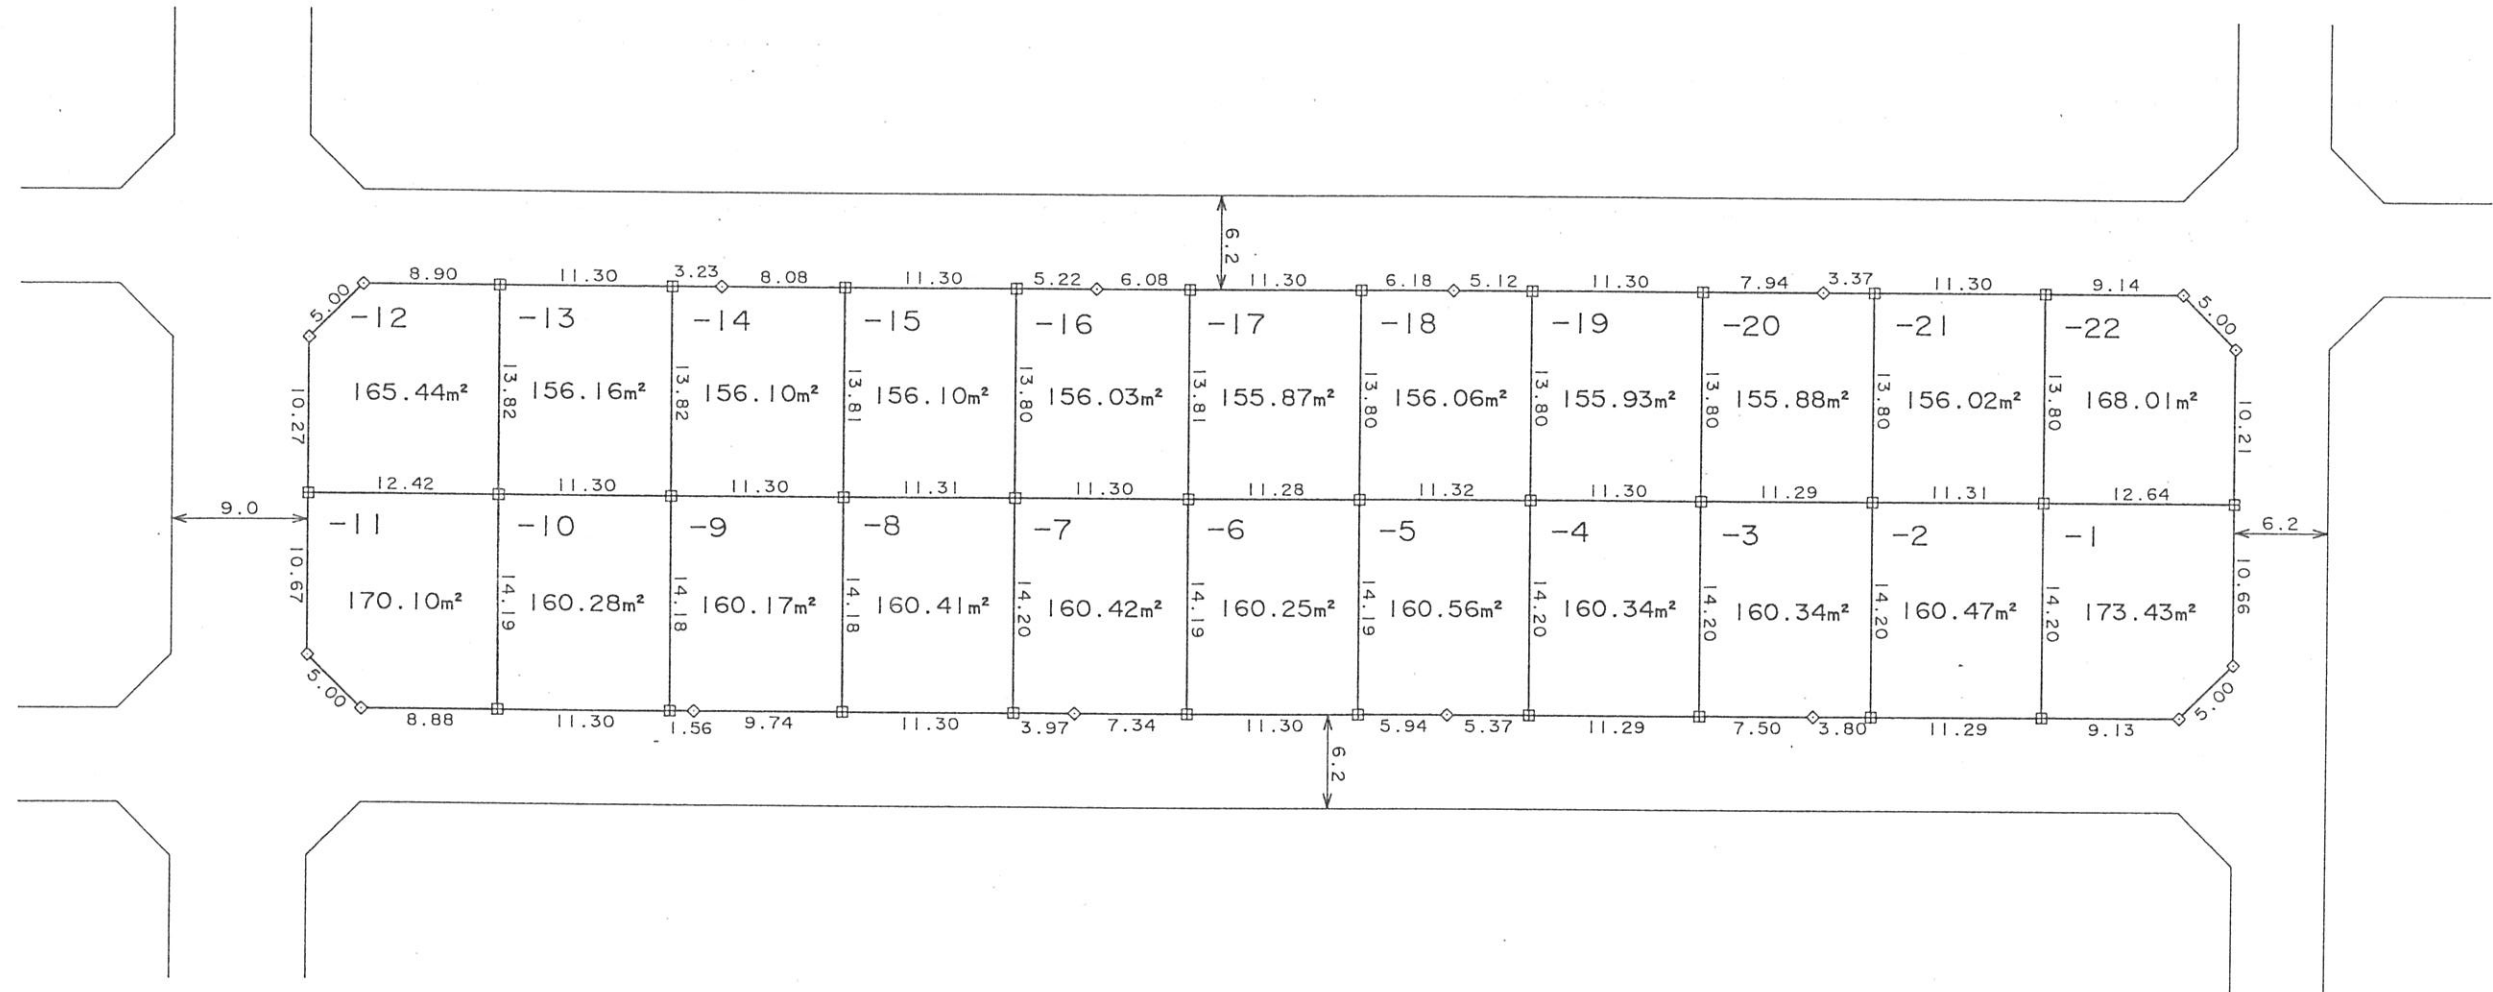 6.2
8.90 11.30 3.23 8.08 11.30 5.22 6.08 11.30 6.18 5.12 11.30 7.94 3.37 11.30 9.14
5.00 5.00
-12 -13 -14 -15 -16 -17 -18 -19 -20 -21 -22
165.44m² 156.16m² 156.10m² 156.10m² 156.03m² 155.87m² 156.06m² 155.93m² 155.88m² 156.02m² 168.01m²
10.27 13.82 13.82 13.81 13.80 13.81 13.80 13.80 13.80 13.80 13.80 10.21
12.42 11.30 11.30 11.31 11.30 11.28 11.32 11.30 11.29 11.31 12.64
9.0 6.2
-11 -10 -9 -8 -7 -6 -5 -4 -3 -2 -1
170.10m² 160.28m² 160.17m² 160.41m² 160.42m² 160.25m² 160.56m² 160.34m² 160.34m² 160.47m² 173.43m²
10.67 14.19 14.18 14.18 14.20 14.19 14.19 14.20 14.20 14.20 14.20 10.66
5.00 5.00
8.88 11.30 1.56 9.74 11.30 3.97 7.34 11.30 5.94 5.37 11.29 7.50 3.80 11.29 9.13
6.2